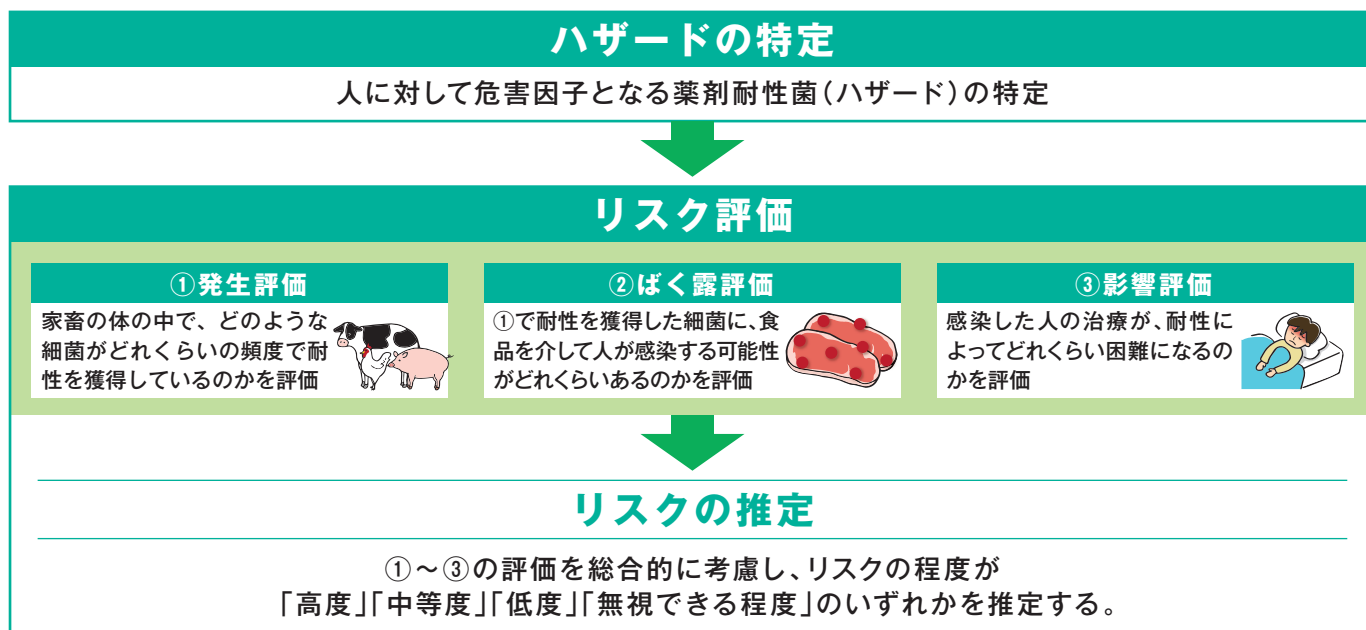 ハザードの特定
人に対して危害因子となる薬剤耐性菌（ハザード）の特定
リスク評価
①発生評価
家畜の体の中で、どのような
細菌がどれくらいの頻度で耐
性を獲得しているのかを評価
②ばく露評価
①で耐性を獲得した細菌に、食
品を介して人が感染する可能性
がどれくらいあるのかを評価
③影響評価
感染した人の治療が、耐性に
よってどれくらい困難になるの
かを評価
リスクの推定
①～③の評価を総合的に考慮し、リスクの程度が
「高度」「中等度」「低度」「無視できる程度」のいずれかを推定する。